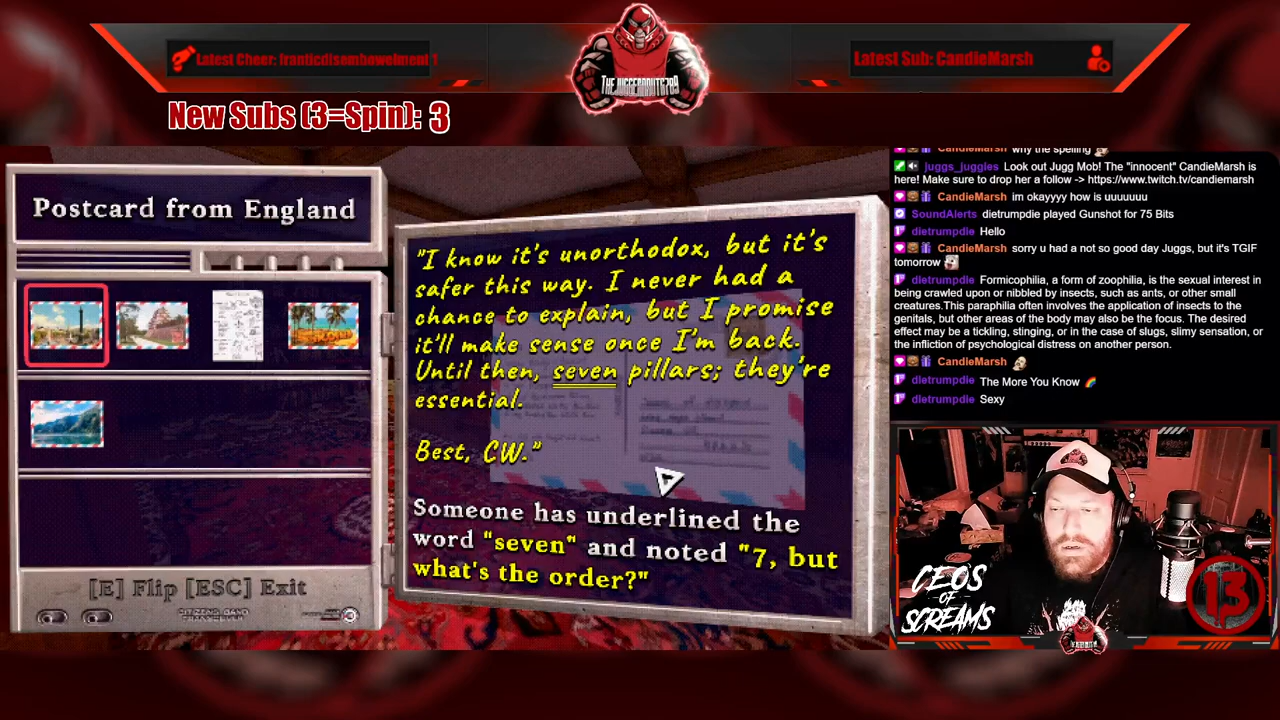 Latest Cheer: franticdisembowelment 1
THEJUGGERNAUT6789
Latest Sub: CandieMarsh
New Subs (3=Spin): 3
Postcard from England
"I know it's unorthodox, but it's
safer this way. I never had a
chance to explain, but I promise
it'll make sense once I'm back.
Until then, seven pillars; they're
essential.
Best, CW."
Someone has underlined the
word "seven" and noted "7, but
what's the order?"
[E] Flip [ESC] Exit
CITIZENS BAND
TRANSCEIVER
CandieMarsh why the spelling
juggs_juggles Look out Jugg Mob! The "innocent" CandieMarsh is
here! Make sure to drop her a follow -> https://www.twitch.tv/candiemarsh
CandieMarsh im okayyyy how is uuuuuu
SoundAlerts dietrumpdie played Gunshot for 75 Bits
dietrumpdie Hello
CandieMarsh sorry u had a not so good day Juggs, but it's TGIF
tomorrow
dietrumpdie Formicophilia, a form of zoophilia, is the sexual interest in
being crawled upon or nibbled by insects, such as ants, or other small
creatures.This paraphilia often involves the application of insects to the
genitals, but other areas of the body may also be the focus. The desired
effect may be a tickling, stinging, or in the case of slugs, slimy sensation, or
the infliction of psychological distress on another person.
CandieMarsh
dietrumpdie The More You Know 🌈
dietrumpdie Sexy
CEO'S
OF
SCREAMS
13